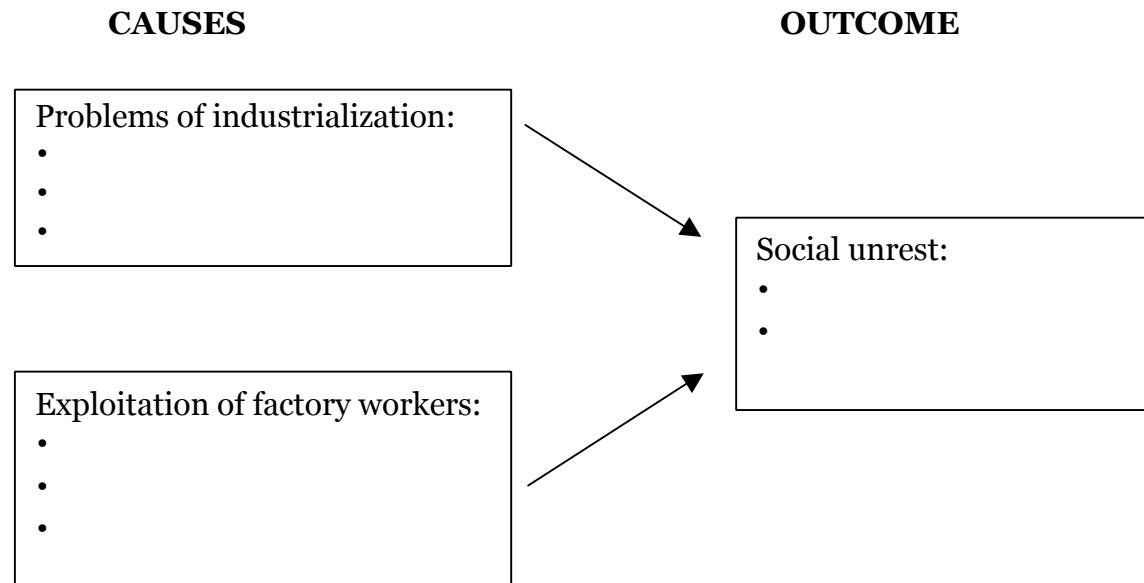 CAUSES
OUTCOME
Problems of industrialization:
•
•
•
Social unrest:
•
•
Exploitation of factory workers:
•
•
•